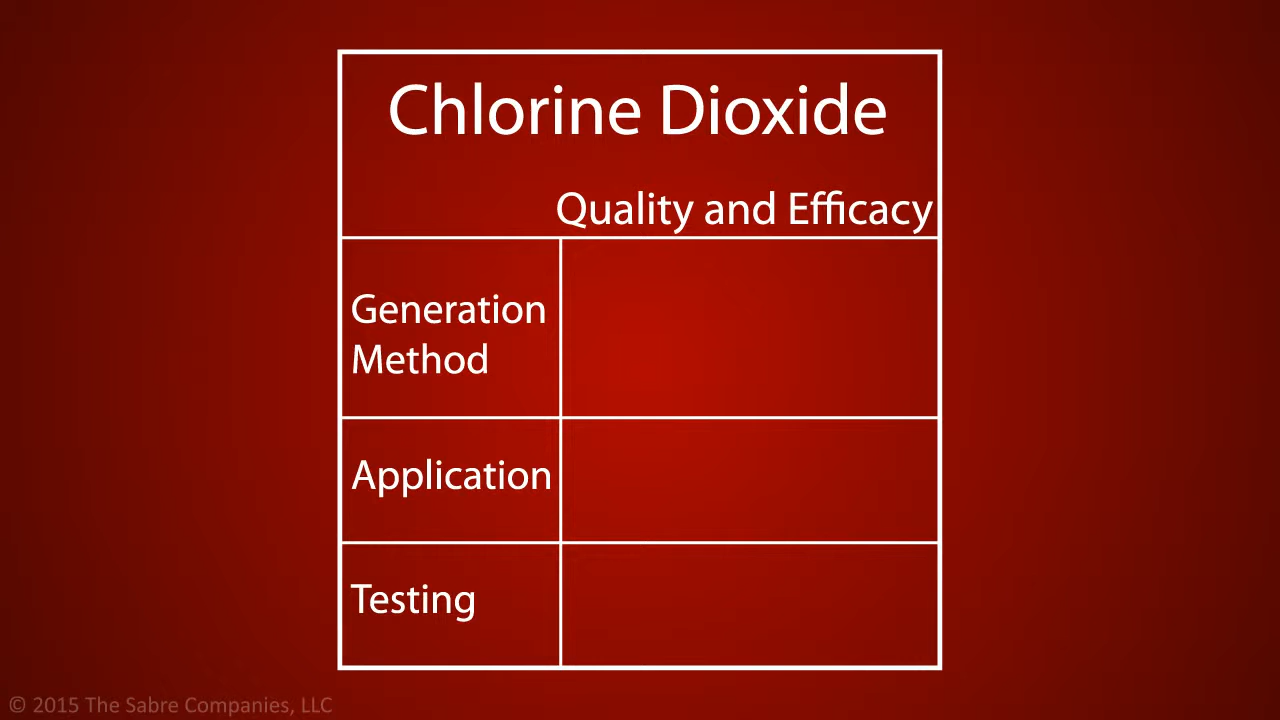 Chlorine Dioxide
Quality and Efficacy
Generation
Method
Application
Testing
© 2015 The Sabre Companies, LLC